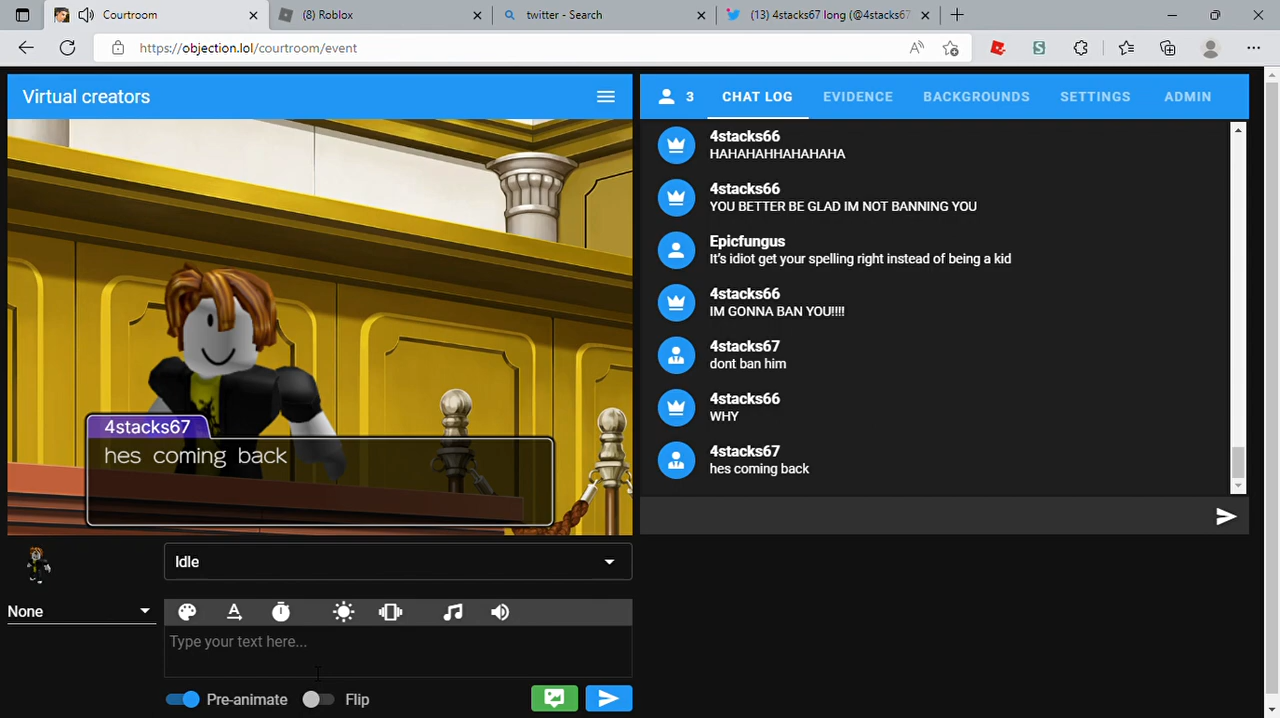 Courtroom
(8) Roblox
twitter - Search
(13) 4stacks67 long (@4stacks67
https://objection.lol/courtroom/event
Virtual creators
3
CHAT LOG
EVIDENCE
BACKGROUNDS
SETTINGS
ADMIN
4stacks66
HAHAHAHHAHAHAHA
4stacks66
YOU BETTER BE GLAD IM NOT BANNING YOU
Epicfungus
It's idiot get your spelling right instead of being a kid
4stacks66
IM GONNA BAN YOU!!!!
4stacks67
dont ban him
4stacks66
WHY
4stacks67
hes coming back
4stacks67
hes coming back
Idle
None
Type your text here...
Pre-animate
Flip